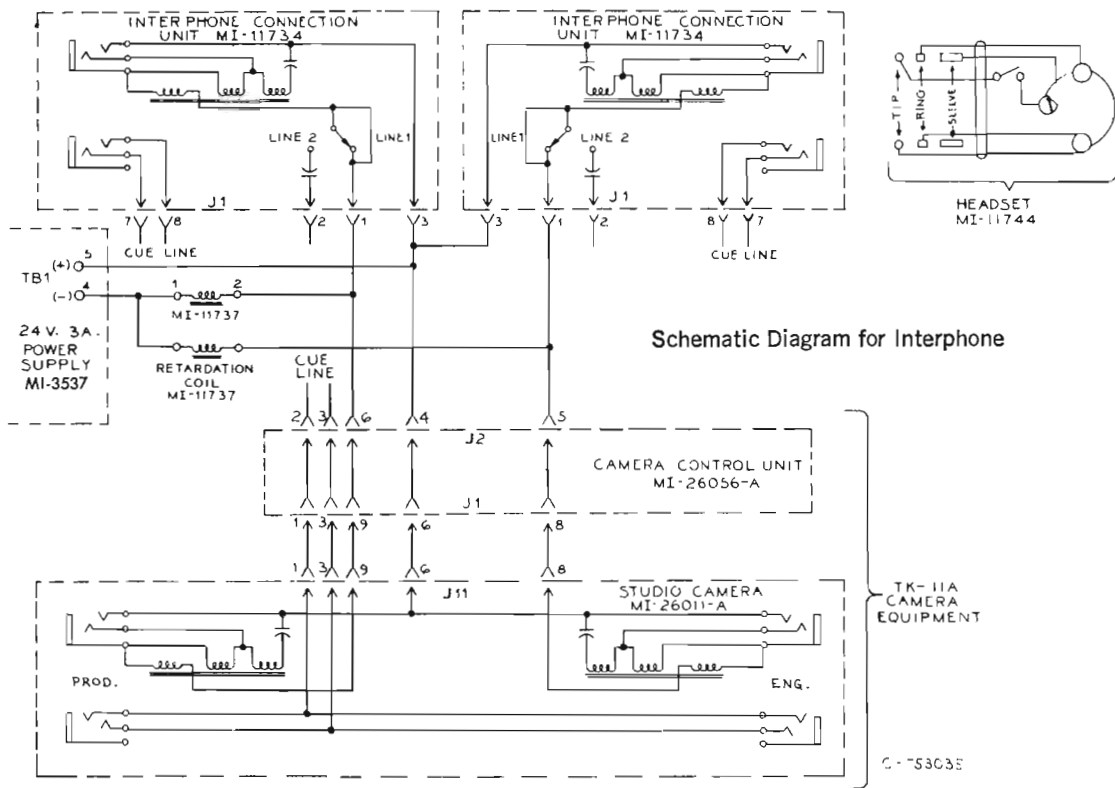 INTERPHONE CONNECTION
UNIT MI-11734
LINE 2
LINE1
J1
7
8
2
1
3
CUE LINE
INTERPHONE CONNECTION
UNIT MI-11734
LINE1
LINE 2
J1
3
1
2
8
7
CUE LINE
TIP
RING
SLEEVE
HEADSET
MI-11744
TB1
(+)
5
(-)
4
24 V. 3A.
POWER
SUPPLY
MI-3537
1
2
MI-11737
RETARDATION
COIL
MI-11737
Schematic Diagram for Interphone
CUE
LINE
2
3
6
4
5
J2
CAMERA CONTROL UNIT
MI-26056-A
J1
1
3
9
6
8
1
3
9
6
8
J11
STUDIO CAMERA
MI-26011-A
PROD.
ENG.
TK-11A
CAMERA
EQUIPMENT